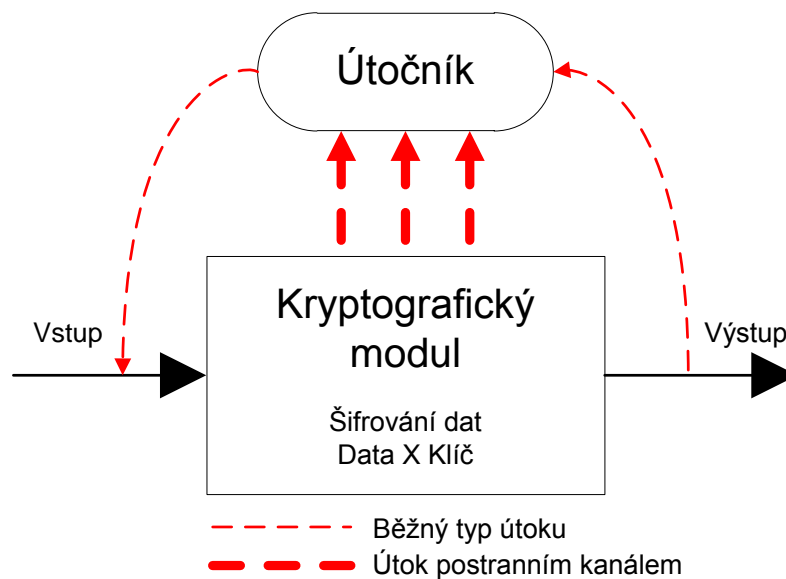 Útočník
Kryptografický
modul
Vstup
Výstup
Šifrování dat
Data X Klíč
Běžný typ útoku
Útok postranním kanálem